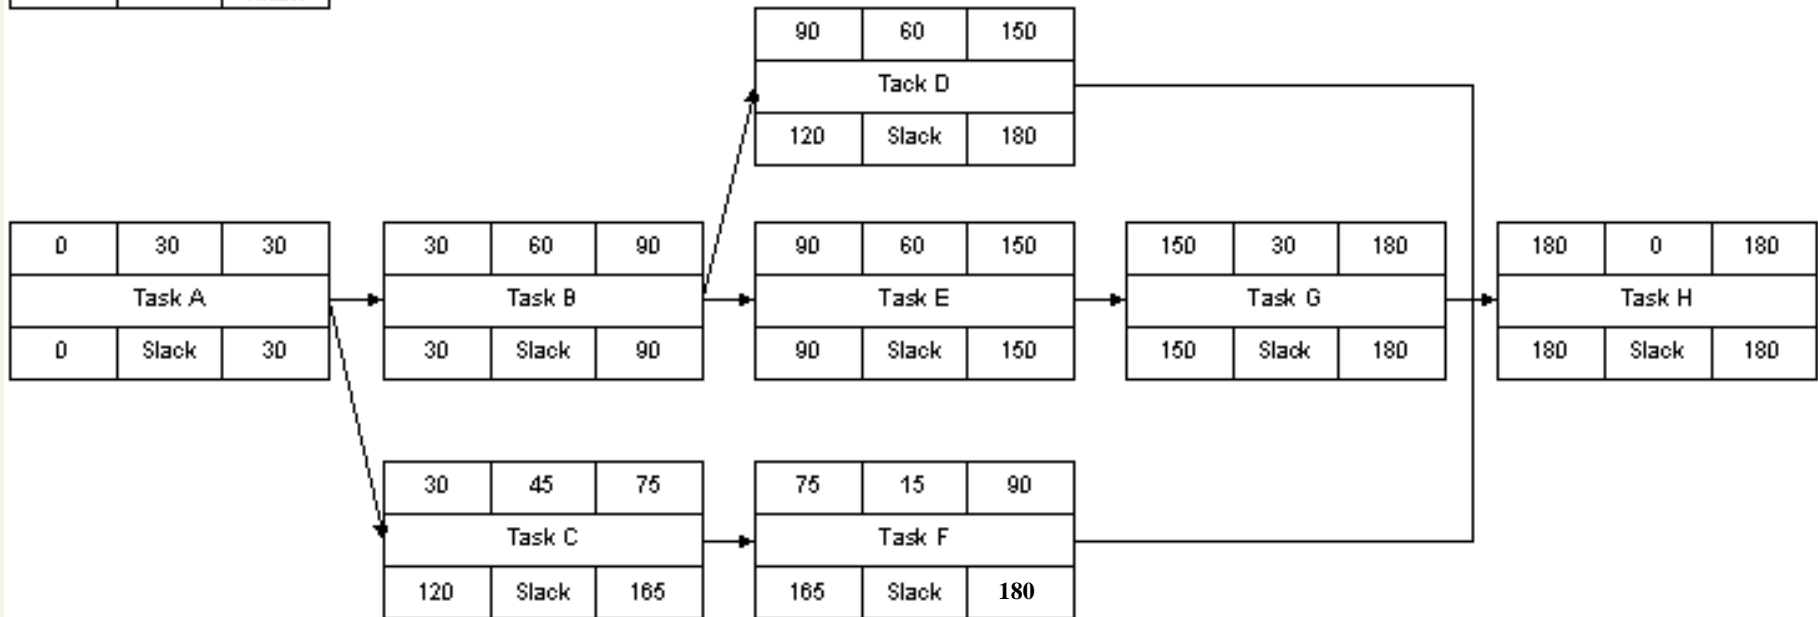 90 60 150
Tack D
120 Slack 180
0 30 30
Task A
0 Slack 30
30 60 90
Task B
30 Slack 90
90 60 150
Task E
90 Slack 150
150 30 180
Task G
150 Slack 180
180 0 180
Task H
180 Slack 180
30 45 75
Task C
120 Slack 165
75 15 90
Task F
165 Slack 180